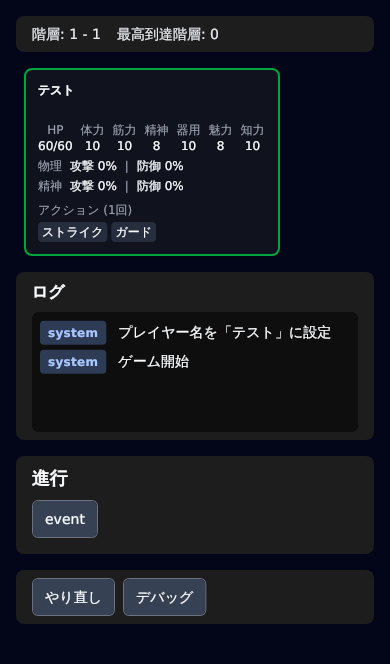 階層: 1 - 1 最高到達階層: 0
テスト
HP 体力 筋力 精神 器用 魅力 知力
60/60 10 10 8 10 8 10
物理 攻撃 0% | 防御 0%
精神 攻撃 0% | 防御 0%
アクション (1回)
ストライク ガード
ログ
system プレイヤー名を「テスト」に設定
system ゲーム開始
進行
event
やり直し デバッグ